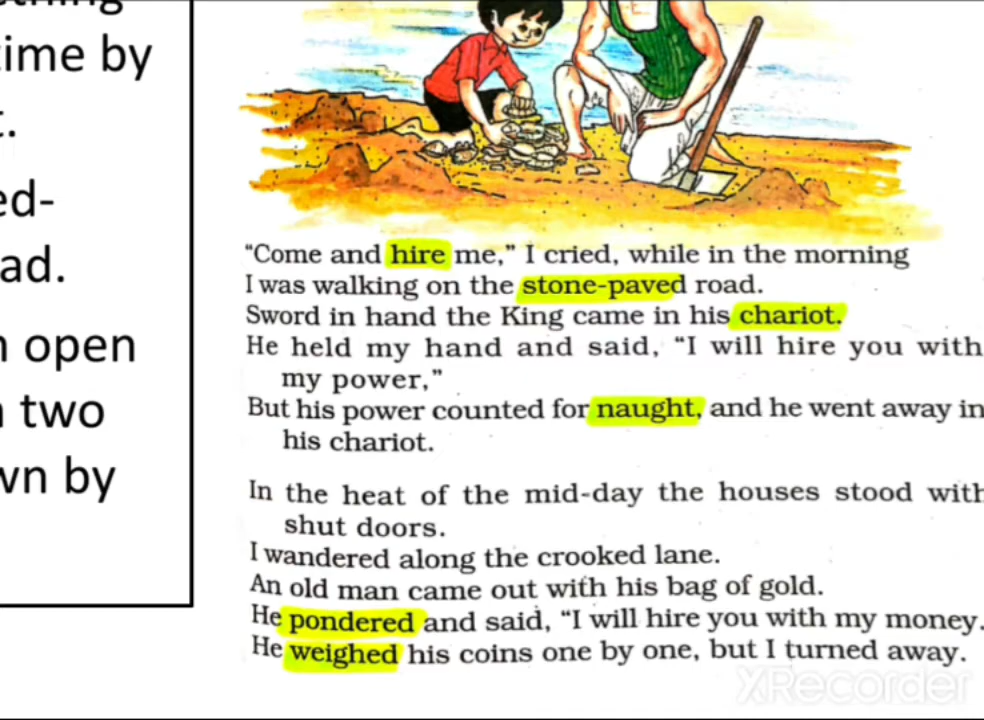 time by
t.
ed-
ad.
n open
n two
wn by
"Come and hire me," I cried, while in the morning
I was walking on the stone-paved road.
Sword in hand the King came in his chariot.
He held my hand and said, "I will hire you with
my power,"
But his power counted for naught, and he went away in
his chariot.
In the heat of the mid-day the houses stood with
shut doors.
I wandered along the crooked lane.
An old man came out with his bag of gold.
He pondered and said, "I will hire you with my money.
He weighed his coins one by one, but I turned away.
XRecorder